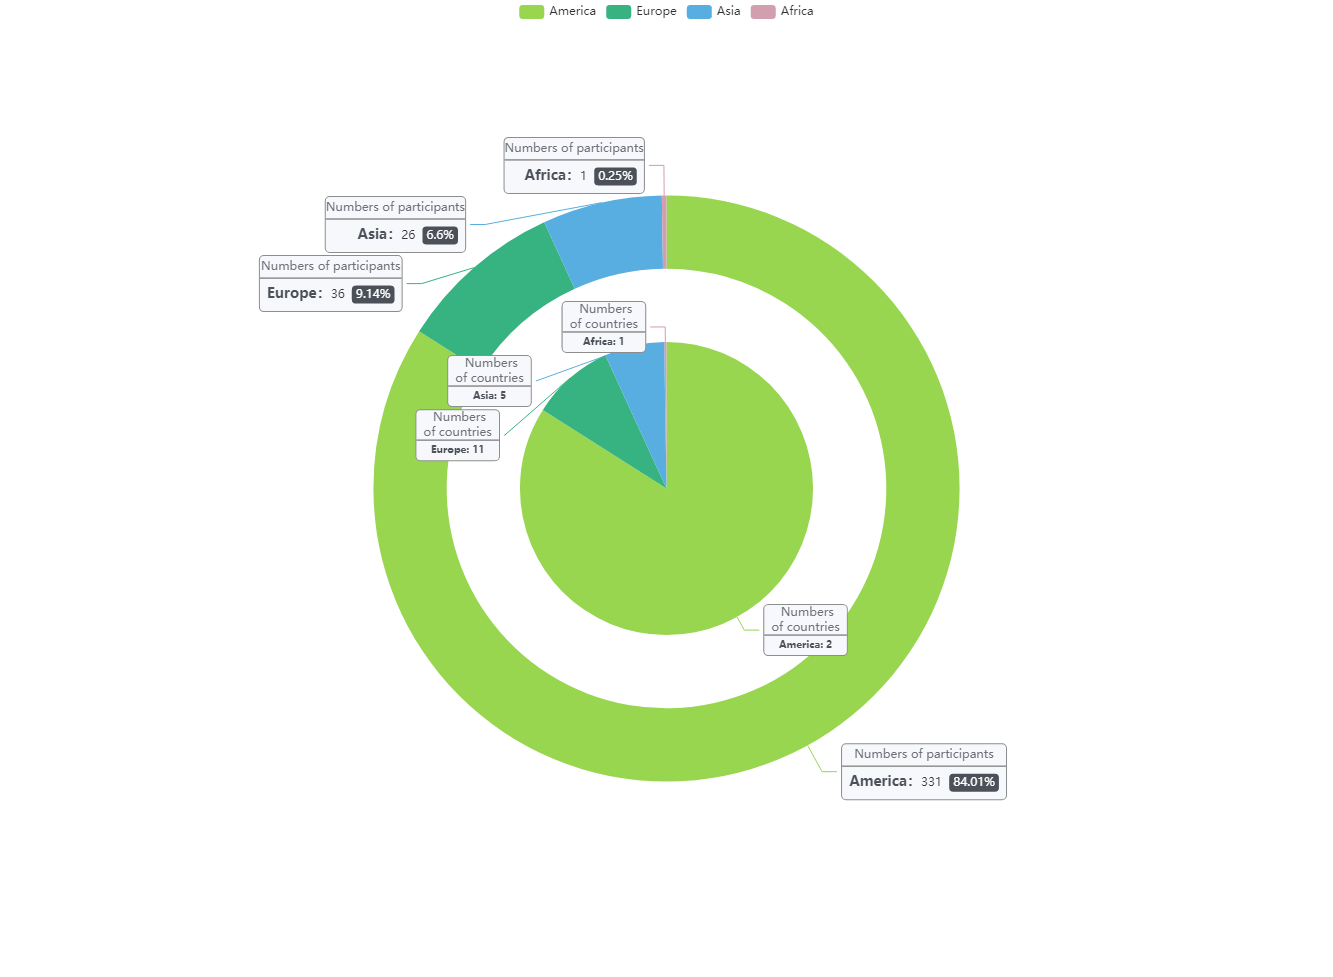 America Europe Asia Africa
Numbers of participants
Africa: 1 0.25%
Numbers of participants
Asia: 26 6.6%
Numbers of participants
Europe: 36 9.14%
Numbers
of countries
Africa: 1
Numbers
of countries
Asia: 5
Numbers
of countries
Europe: 11
Numbers
of countries
America: 2
Numbers of participants
America: 331 84.01%